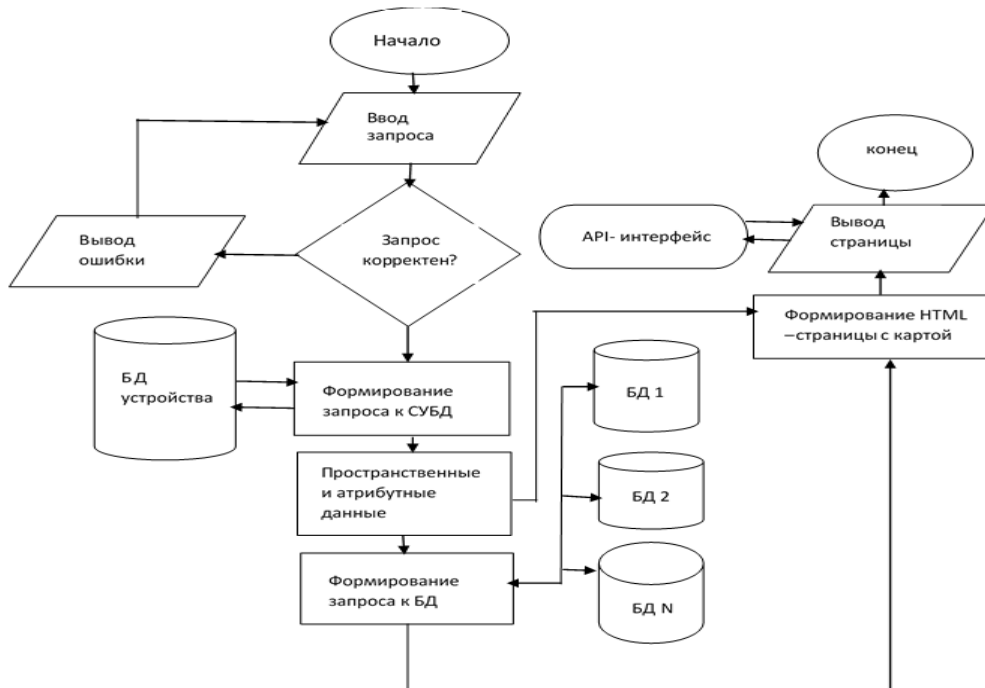 Начало
Ввод
запроса
Запрос
корректен?
Вывод
ошибки
БД
устройства
Формирование
запроса к СУБД
Пространственные
и атрибутные
данные
Формирование
запроса к БД
БД 1
БД 2
БД N
конец
API- интерфейс
Вывод
страницы
Формирование HTML
–страницы с картой